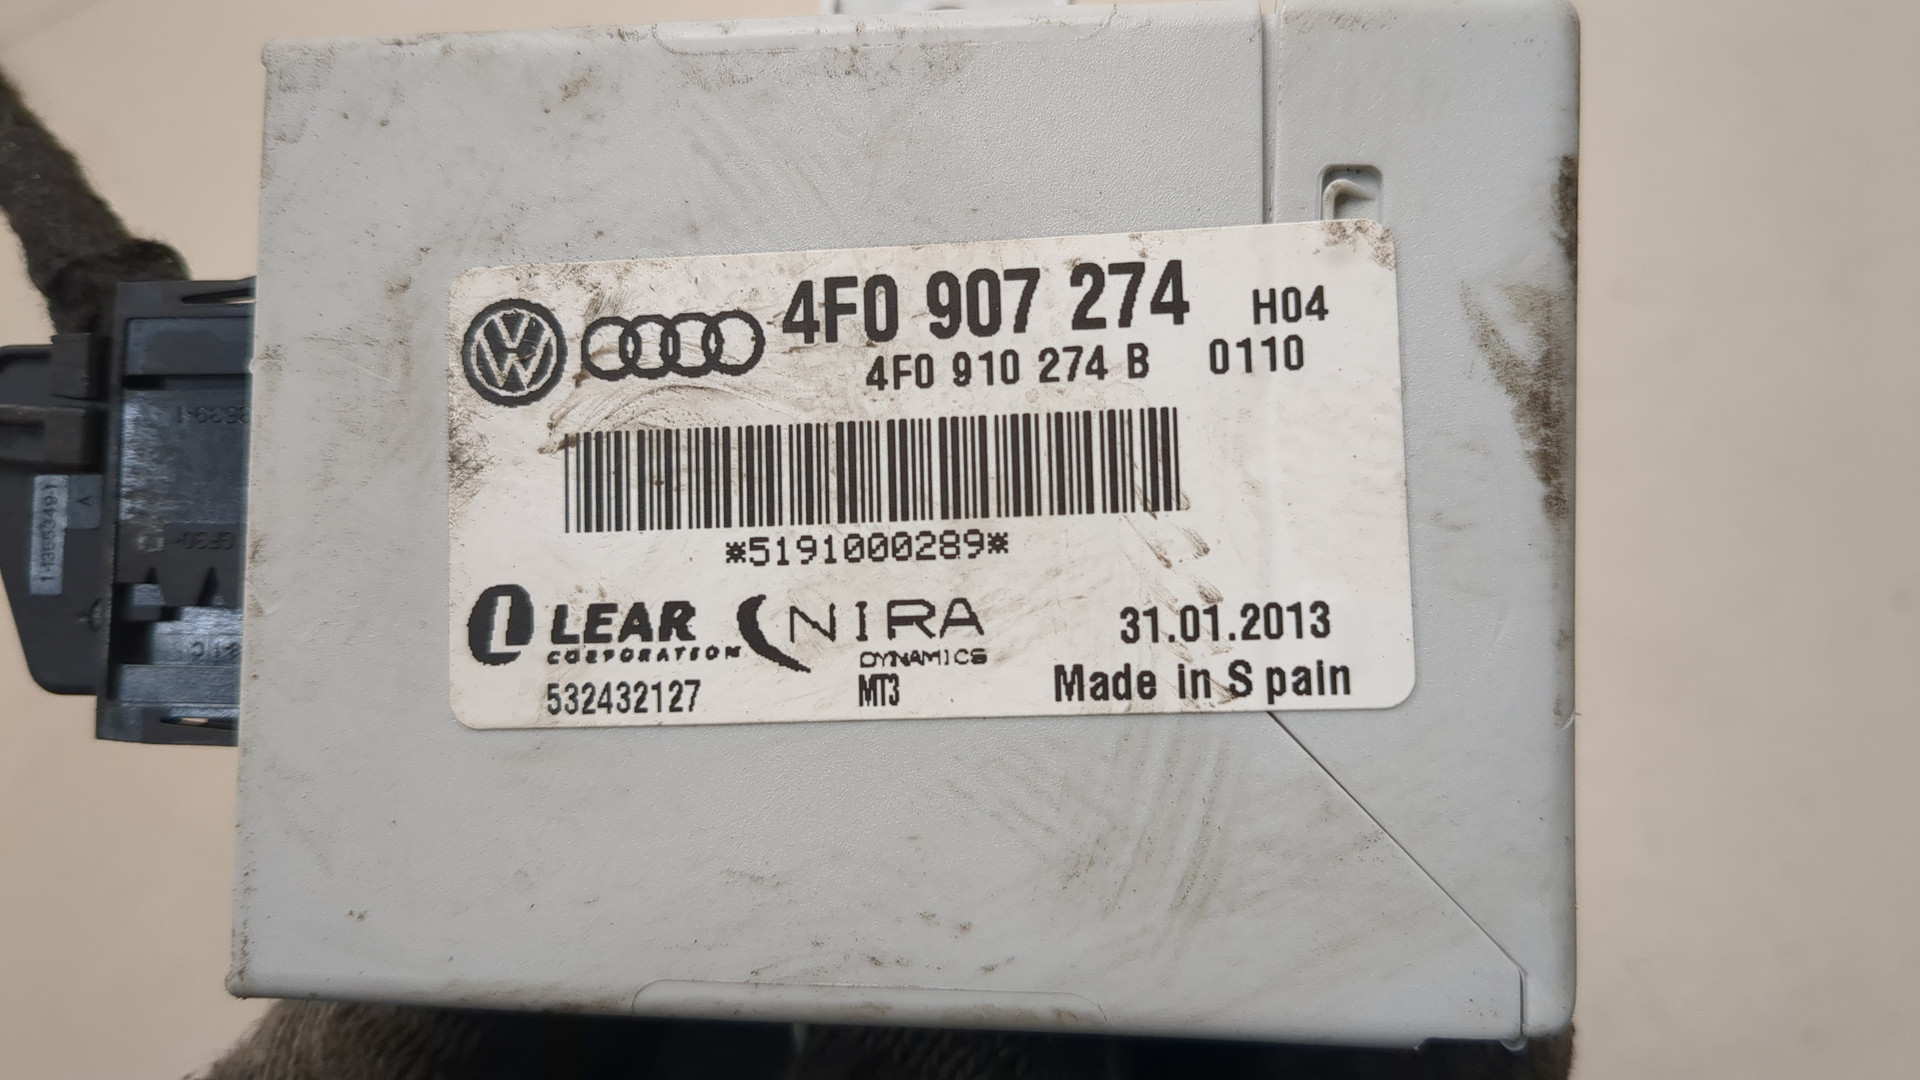 4F0 907 274 H04
4F0 910 274 B 0110
*5191000289*
LEAR
CORPORATION
NIRA
DYNAMICS
31.01.2013
532432127
MT3
Made in Spain
A